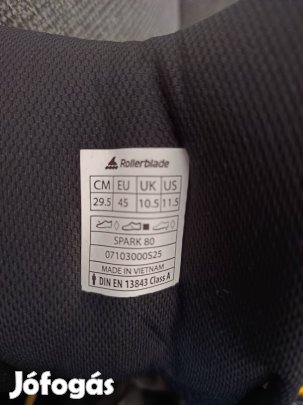 Rollerblade
CM EU UK US
29.5 45 10.5 11.5
SPARK 80
07103000S25
MADE IN VIETNAM
DIN EN 13843 Class A
Jófogás